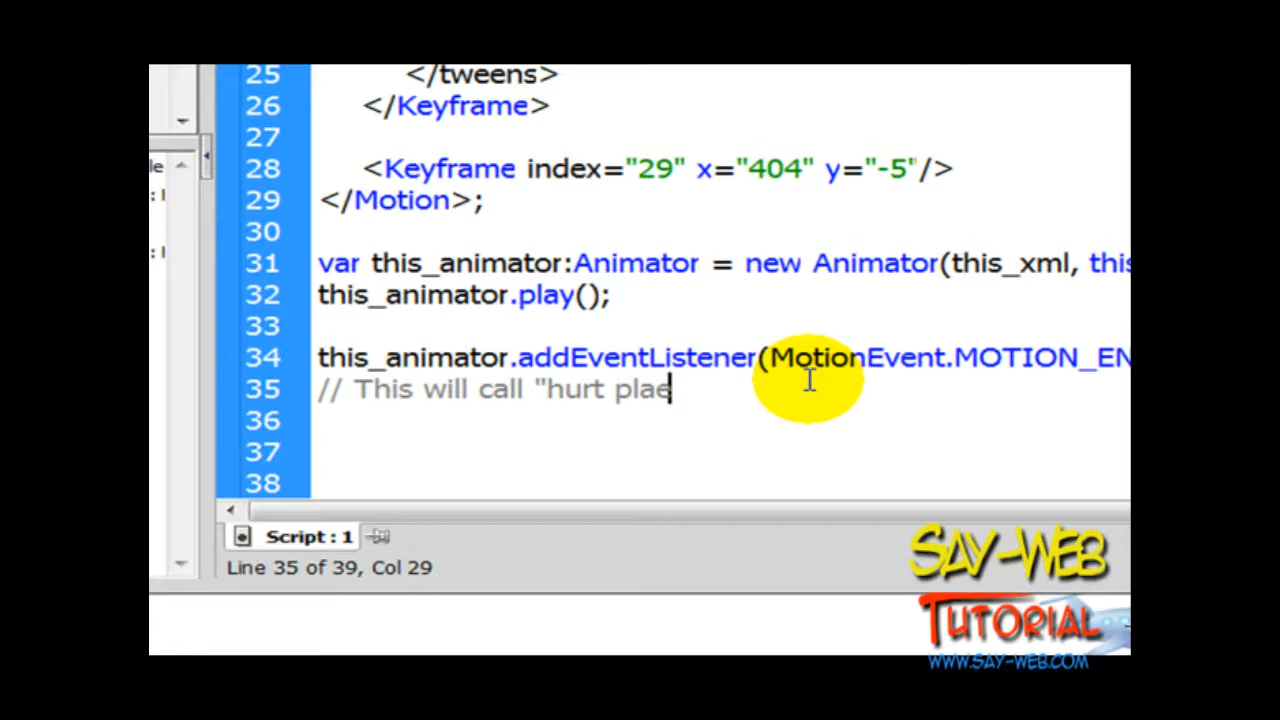 25 </tweens>
26 </Keyframe>
27
28 <Keyframe index="29" x="404" y="-5"/>
29 </Motion>;
30
31 var this_animator:Animator = new Animator(this_xml, this
32 this_animator.play();
33
34 this_animator.addEventListener(MotionEvent.MOTION_EN
35 // This will call "hurt plae
36
37
38
Script : 1
Line 35 of 39, Col 29
SAY-WEB
TUTORIAL
WWW.SAY-WEB.COM